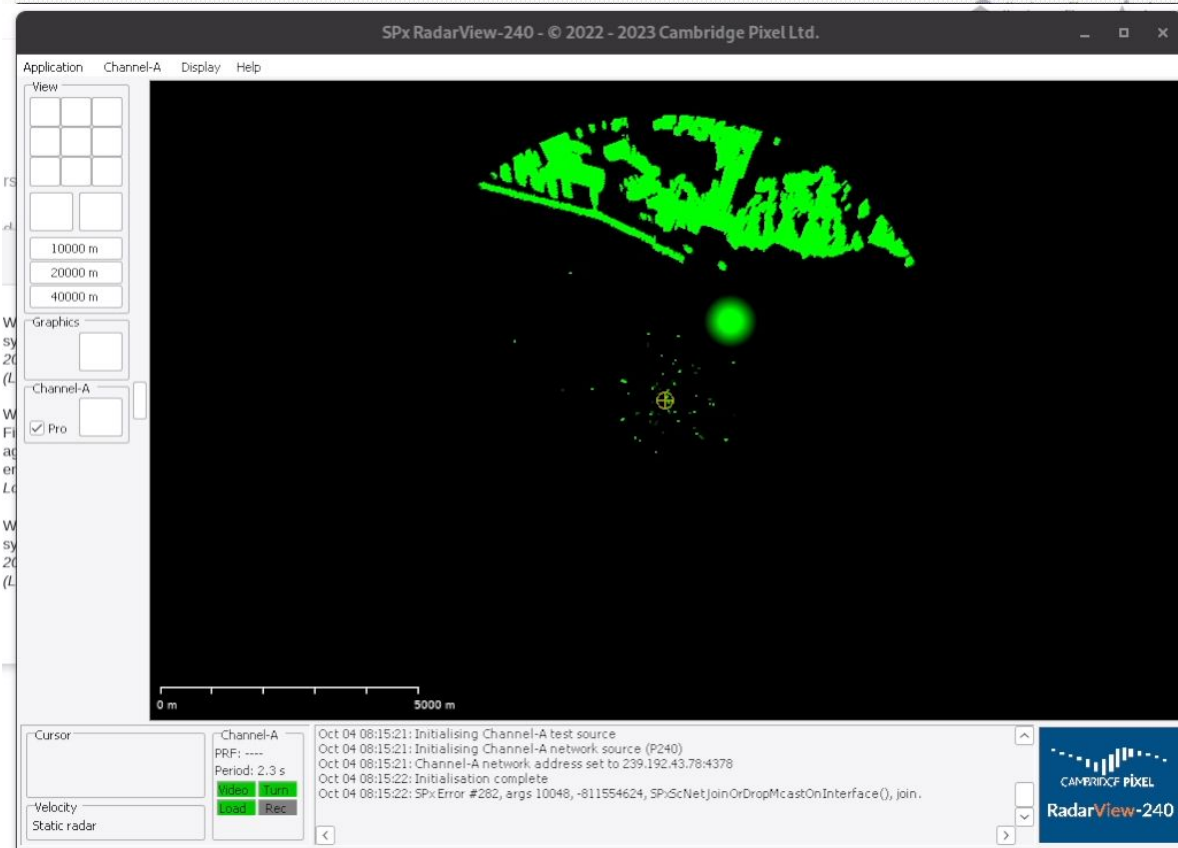 SPx RadarView-240 - © 2022 - 2023 Cambridge Pixel Ltd.
Application Channel-A Display Help
View
10000 m
20000 m
40000 m
Graphics
Channel-A
Pro
0 m 5000 m
Cursor
Velocity
Static radar
Channel-A
PRF: ----
Period: 2.3 s
Video Turn
Load Rec
Oct 04 08:15:21: Initialising Channel-A test source
Oct 04 08:15:21: Initialising Channel-A network source (P240)
Oct 04 08:15:21: Channel-A network address set to 239.192.43.78:4378
Oct 04 08:15:22: Initialisation complete
Oct 04 08:15:22: SPxError #282, args 10048, -811554624, SPxScNetJoinOrDropMcastOnInterface(), join.
CAMBRIDGE PIXEL
RadarView-240